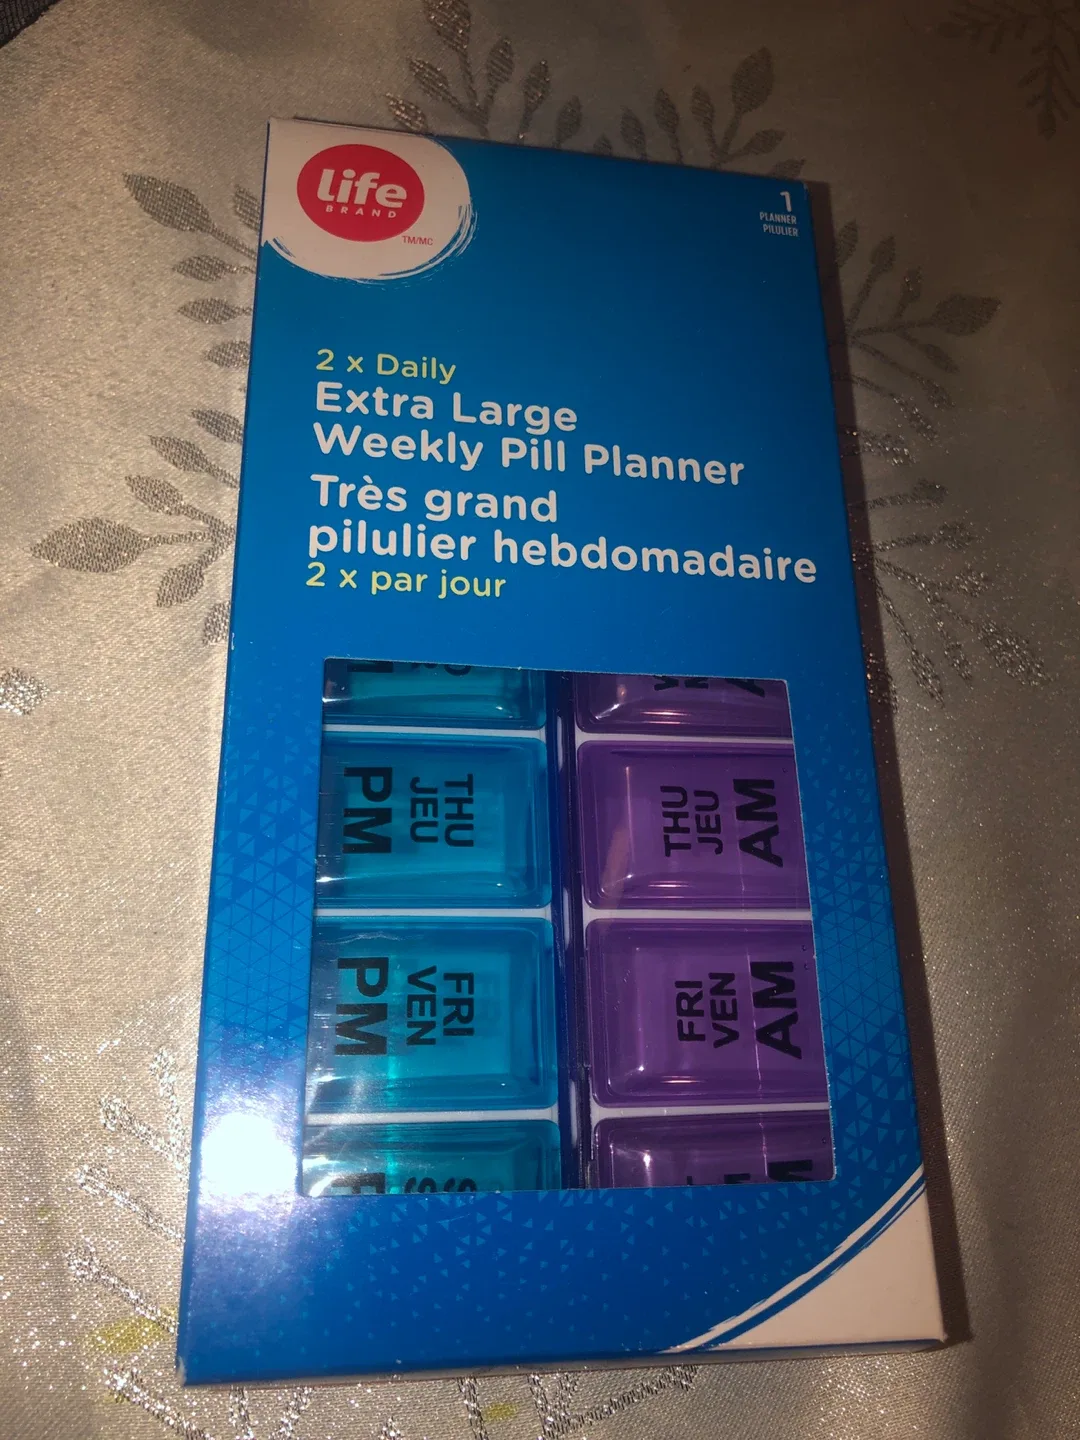 life
BRAND
TM/MC
1
PLANNER
PILULIER
2 x Daily
Extra Large
Weekly Pill Planner
Très grand
pilulier hebdomadaire
2 x par jour
THU
JEU
PM
THU
JEU
AM
FRI
VEN
PM
FRI
VEN
AM